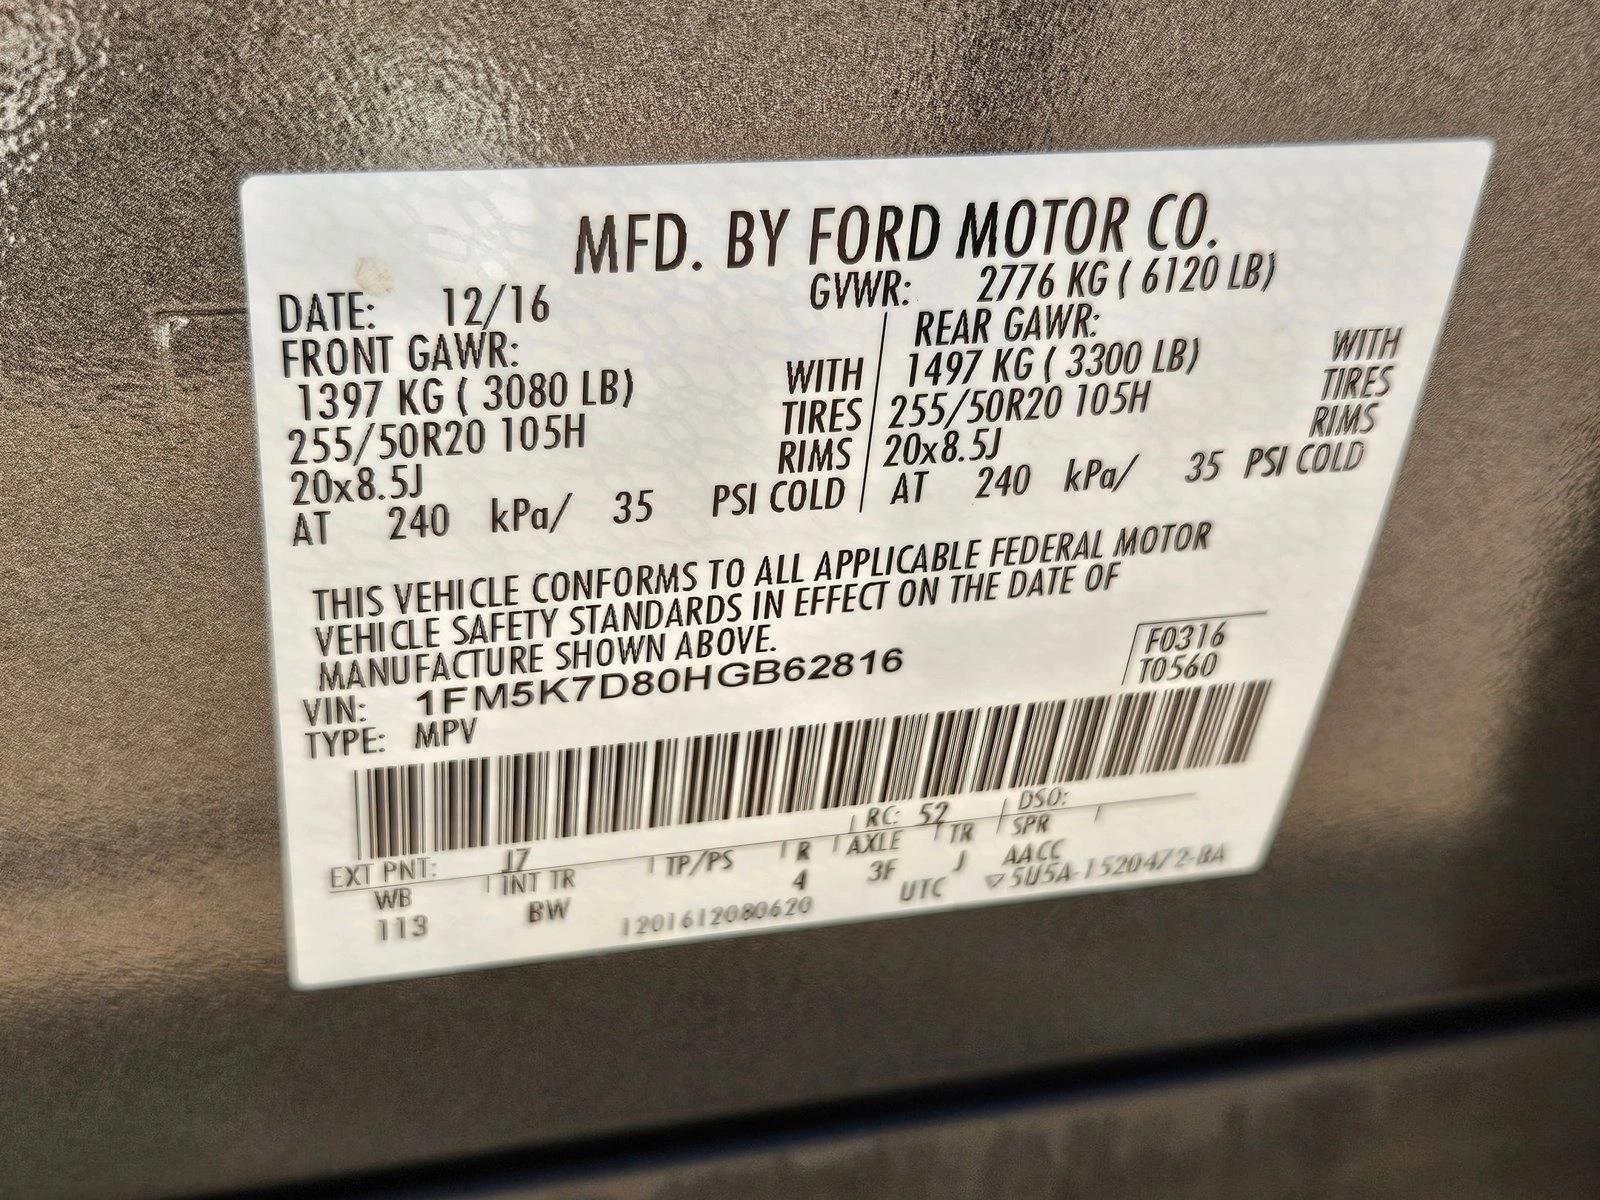 MFD. BY FORD MOTOR CO.
DATE: 12/16 GVWR: 2776 KG ( 6120 LB)
FRONT GAWR: REAR GAWR:
1397 KG ( 3080 LB) WITH 1497 KG ( 3300 LB) WITH
255/50R20 105H TIRES 255/50R20 105H TIRES
20x8.5J RIMS 20x8.5J RIMS
AT 240 kPa/ 35 PSI COLD AT 240 kPa/ 35 PSI COLD
THIS VEHICLE CONFORMS TO ALL APPLICABLE FEDERAL MOTOR
VEHICLE SAFETY STANDARDS IN EFFECT ON THE DATE OF
MANUFACTURE SHOWN ABOVE.
VIN: 1FM5K7D80HGB62816 F0316
TYPE: MPV T0560
EXT PNT: J7 RC: 52 DSO:
WB INT TR TP/PS R AXLE TR SPR
113 BW 4 3F J AACC
1201612080620 UTC ▽5U5A-1520472-BA